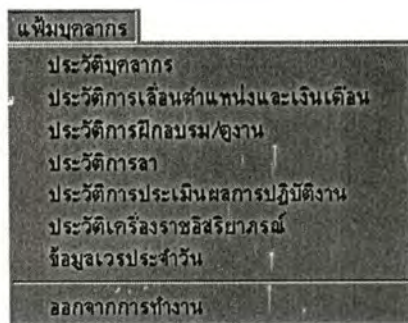 แฟ้มบุคลากร
ประวัติบุคลากร
ประวัติการเลื่อนตำแหน่งและเงินเดือน
ประวัติการฝึกอบรม/ดูงาน
ประวัติการลา
ประวัติการประเมินผลการปฏิบัติงาน
ประวัติเครื่องราชอิสริยาภรณ์
ข้อมูลเวรประจำวัน
ออกจากการทำงาน